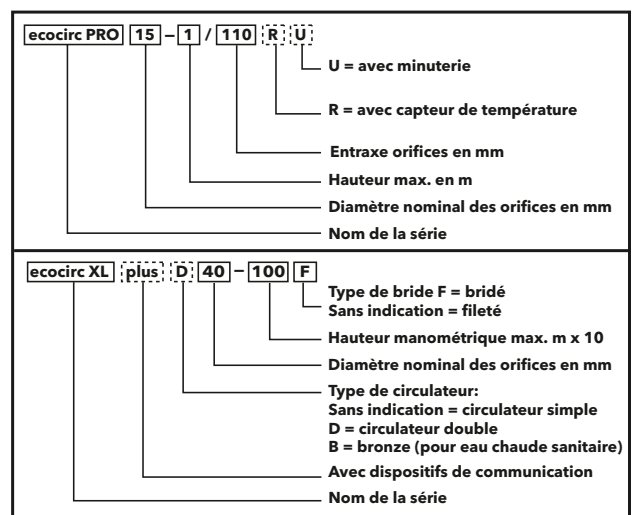 ecocirc PRO 15 – 1 / 110 R U
U = avec minuterie
R = avec capteur de température
Entraxe orifices en mm
Hauteur max. en m
Diamètre nominal des orifices en mm
Nom de la série
ecocirc XL plus D 40 – 100 F
Type de bride F = bridé
Sans indication = fileté
Hauteur manométrique max. m x 10
Diamètre nominal des orifices en mm
Type de circulateur:
Sans indication = circulateur simple
D = circulateur double
B = bronze (pour eau chaude sanitaire)
Avec dispositifs de communication
Nom de la série